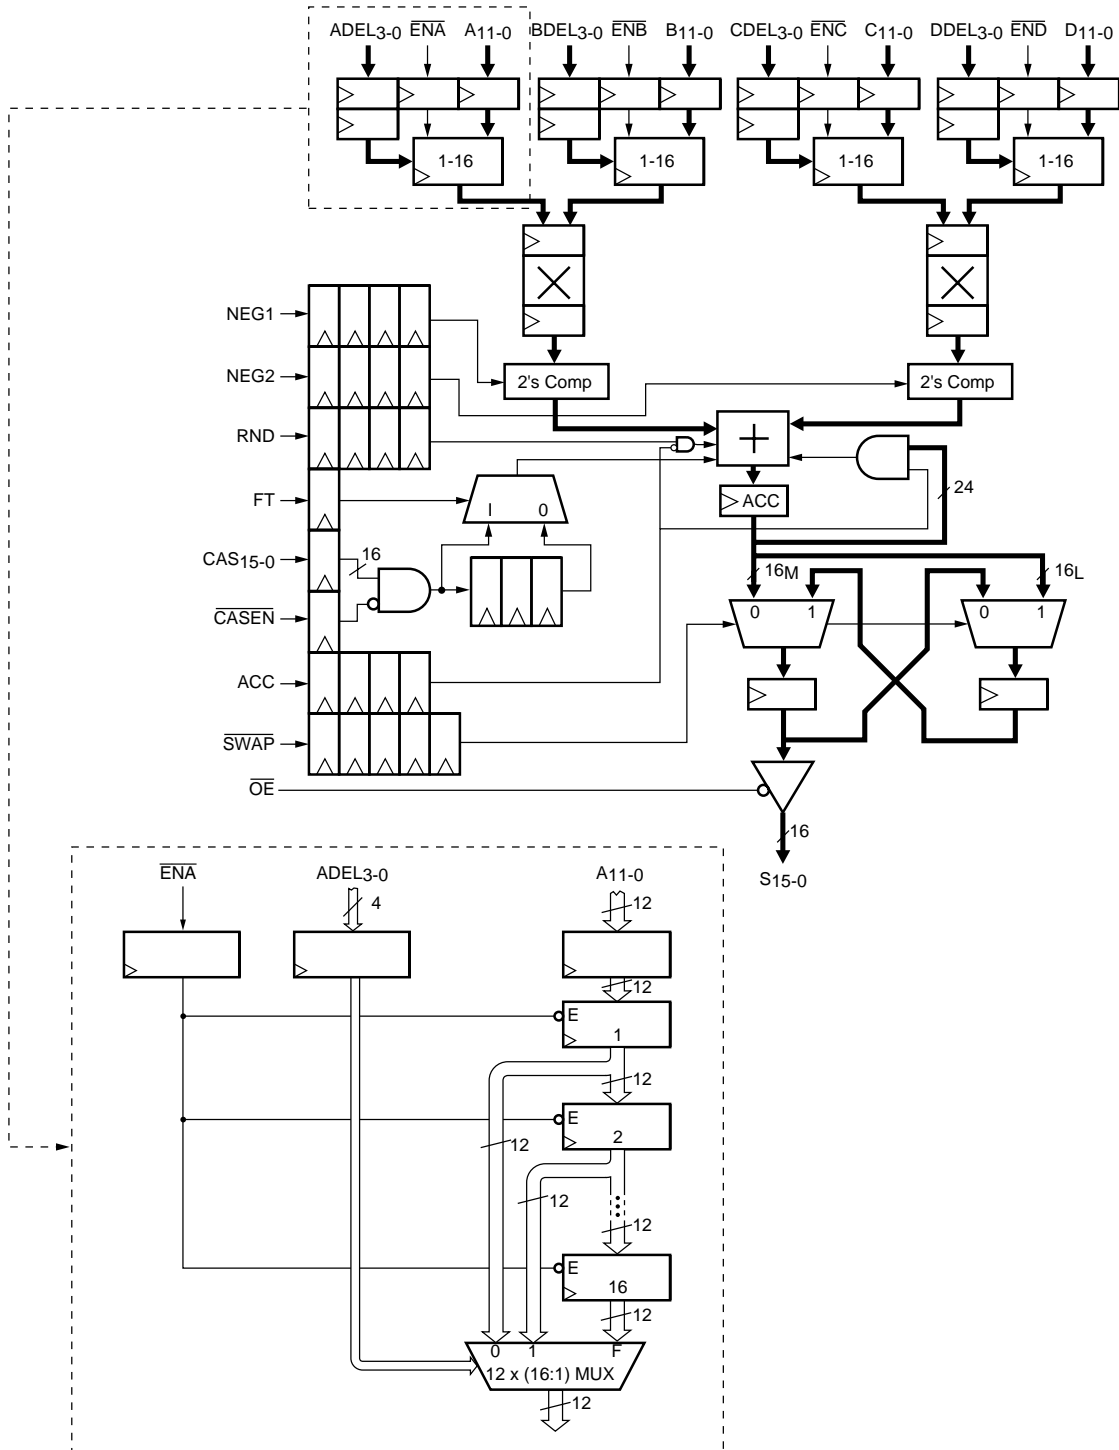 ADEL3-0 ENA A11-0 BDEL3-0 ENB B11-0 CDEL3-0 ENC C11-0 DDEL3-0 END D11-0
1-16 1-16 1-16 1-16
NEG1
NEG2
2's Comp 2's Comp
RND
FT
I 0
ACC
24
CAS15-0
16
16M
16L
CASEN
0 1
0 1
ACC
SWAP
OE
16
S15-0
ENA
ADEL3-0
A11-0
4
12
12
E
1
12
E
2
12
12
12
E
16
12
0 1 F
12 x (16:1) MUX
12